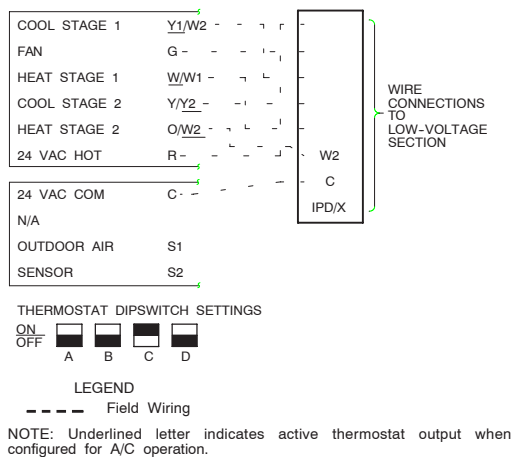 COOL STAGE 1 Y1/W2
FAN G
HEAT STAGE 1 W/W1
COOL STAGE 2 Y/Y2
HEAT STAGE 2 O/W2
24 VAC HOT R
W2
24 VAC COM C
C
N/A
IPD/X
OUTDOOR AIR S1
SENSOR S2
WIRE
CONNECTIONS
TO
LOW-VOLTAGE
SECTION
THERMOSTAT DIPSWITCH SETTINGS
ON
OFF
A B C D
LEGEND
Field Wiring
NOTE: Underlined letter indicates active thermostat output when
configured for A/C operation.